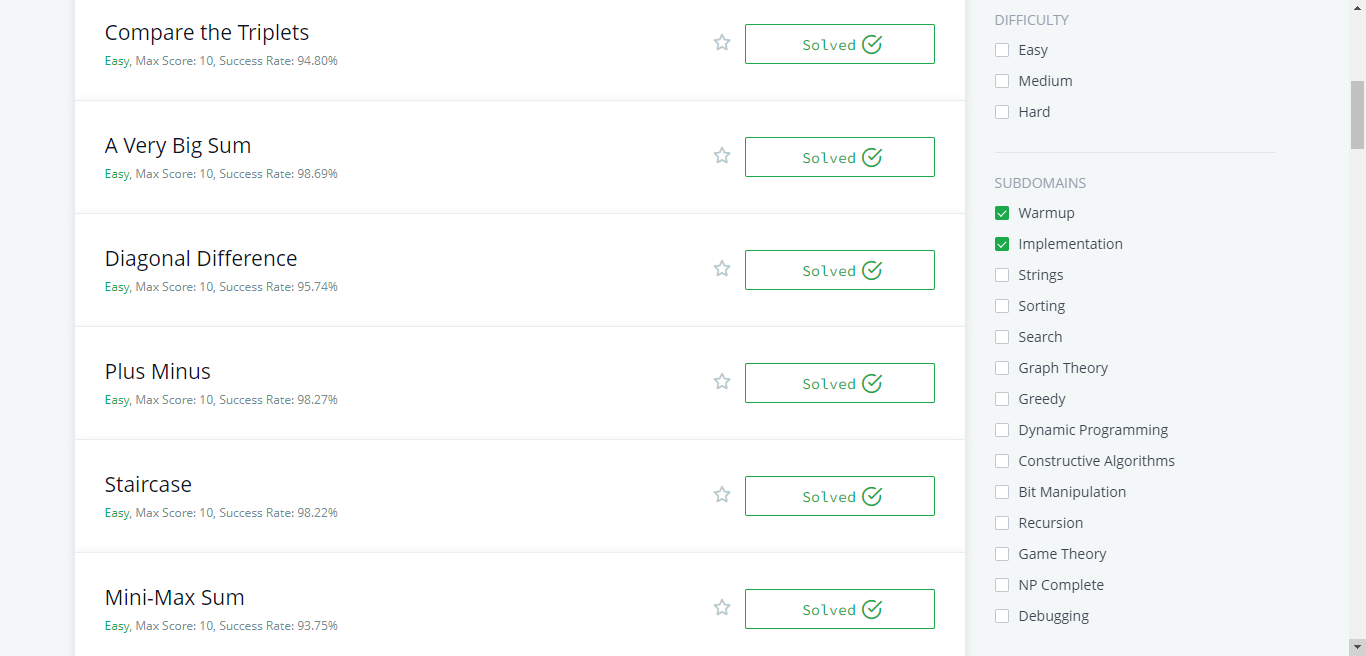 Compare the Triplets
Easy, Max Score: 10, Success Rate: 94.80%
Solved
A Very Big Sum
Easy, Max Score: 10, Success Rate: 98.69%
Solved
Diagonal Difference
Easy, Max Score: 10, Success Rate: 95.74%
Solved
Plus Minus
Easy, Max Score: 10, Success Rate: 98.27%
Solved
Staircase
Easy, Max Score: 10, Success Rate: 98.22%
Solved
Mini-Max Sum
Easy, Max Score: 10, Success Rate: 93.75%
Solved
DIFFICULTY
Easy
Medium
Hard
SUBDOMAINS
Warmup
Implementation
Strings
Sorting
Search
Graph Theory
Greedy
Dynamic Programming
Constructive Algorithms
Bit Manipulation
Recursion
Game Theory
NP Complete
Debugging